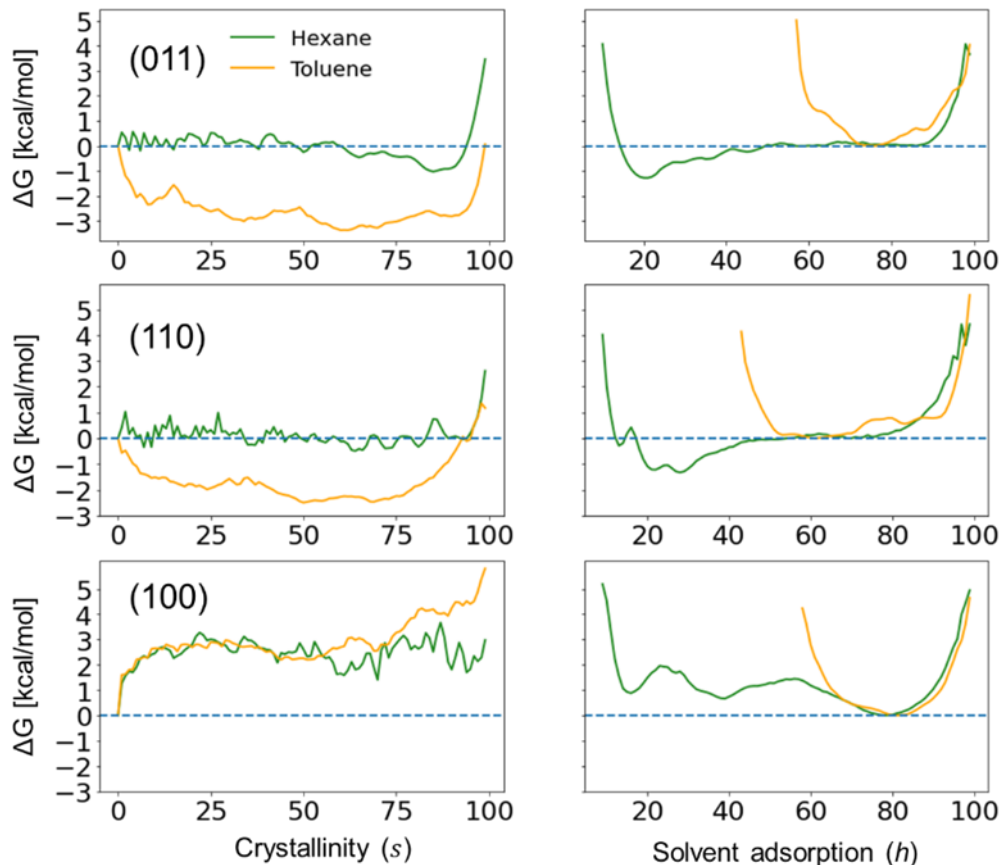 (011)
Hexane
Toluene
ΔG [kcal/mol]
5
4
3
2
1
0
−1
−2
−3
0 25 50 75 100
20 40 60 80 100
(110)
ΔG [kcal/mol]
5
4
3
2
1
0
−1
−2
−3
0 25 50 75 100
20 40 60 80 100
(100)
ΔG [kcal/mol]
5
4
3
2
1
0
−1
−2
−3
0 25 50 75 100
20 40 60 80 100
Crystallinity (s)
Solvent adsorption (h)